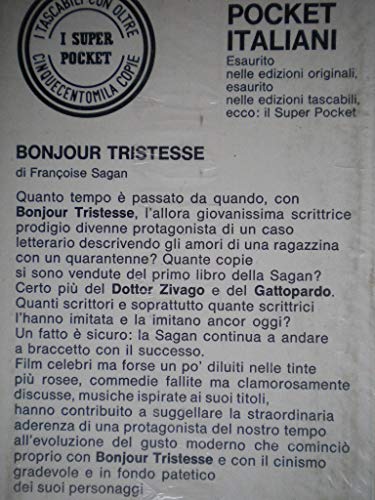 I TASCABILI CON OLTRE
I SUPER
POCKET
CINQUECENTOMILA COPIE
POCKET
ITALIANI
Esaurito
nelle edizioni originali,
esaurito
nelle edizioni tascabili,
ecco: il Super Pocket
BONJOUR TRISTESSE
di Françoise Sagan
Quanto tempo è passato da quando, con
Bonjour Tristesse, l'allora giovanissima scrittrice
prodigio divenne protagonista di un caso
letterario descrivendo gli amori di una ragazzina
con un quarantenne? Quante copie
si sono vendute del primo libro della Sagan?
Certo più del Dottor Zivago e del Gattopardo.
Quanti scrittori e soprattutto quante scrittrici
l'hanno imitata e la imitano ancor oggi?
Un fatto è sicuro: la Sagan continua a andare
a braccetto con il successo.
Film celebri ma forse un po' diluiti nelle tinte
più rosee, commedie fallite ma clamorosamente
discusse, musiche ispirate ai suoi titoli,
hanno contribuito a suggellare la straordinaria
aderenza di una protagonista del nostro tempo
all'evoluzione del gusto moderno che cominciò
proprio con Bonjour Tristesse e con il cinismo
gradevole e in fondo patetico
dei suoi personaggi